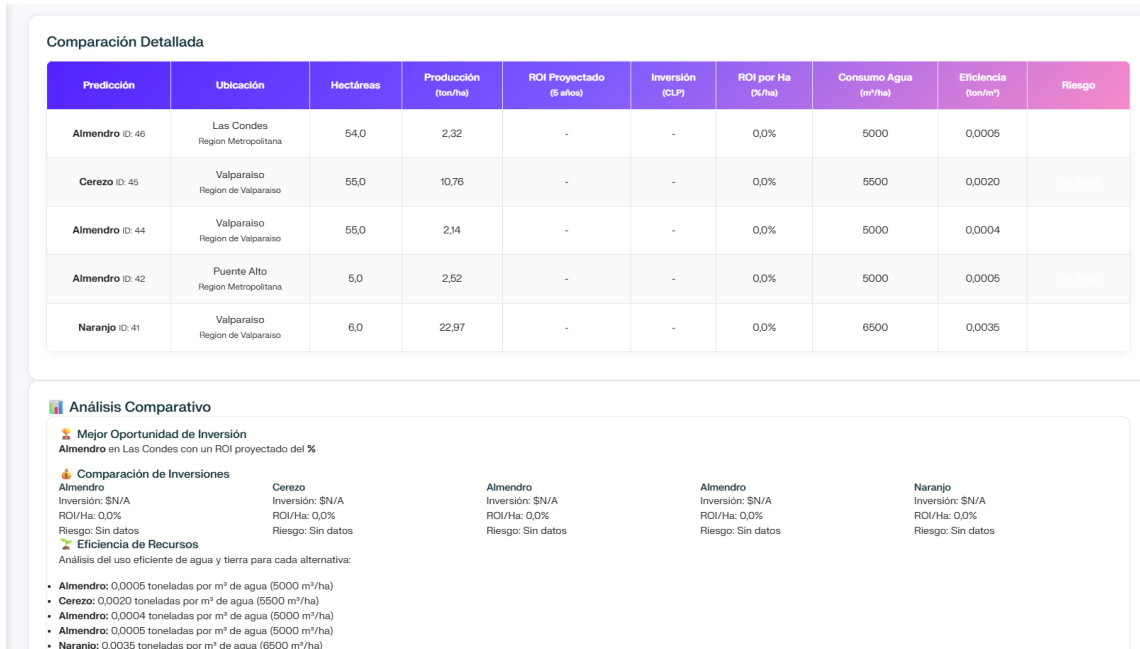 Comparación Detallada
Predicción Ubicación Hectáreas Producción (ton/ha) ROI Proyectado (5 años) Inversión (CLP) ROI por Ha (%/ha) Consumo Agua (m³/ha) Eficiencia (ton/m³) Riesgo
Almendro ID: 46 Las Condes Region Metropolitana 54,0 2,32 - - 0,0% 5000 0,0005
Cerezo ID: 45 Valparaiso Region de Valparaiso 55,0 10,76 - - 0,0% 5500 0,0020
Almendro ID: 44 Valparaiso Region de Valparaiso 55,0 2,14 - - 0,0% 5000 0,0004
Almendro ID: 42 Puente Alto Region Metropolitana 5,0 2,52 - - 0,0% 5000 0,0005
Naranjo ID: 41 Valparaiso Region de Valparaiso 6,0 22,97 - - 0,0% 6500 0,0035
Análisis Comparativo
Mejor Oportunidad de Inversión
Almendro en Las Condes con un ROI proyectado del %
Comparación de Inversiones
Almendro Cerezo Almendro Almendro Naranjo
Inversión: $N/A Inversión: $N/A Inversión: $N/A Inversión: $N/A Inversión: $N/A
ROI/Ha: 0,0% ROI/Ha: 0,0% ROI/Ha: 0,0% ROI/Ha: 0,0% ROI/Ha: 0,0%
Riesgo: Sin datos Riesgo: Sin datos Riesgo: Sin datos Riesgo: Sin datos Riesgo: Sin datos
Eficiencia de Recursos
Análisis del uso eficiente de agua y tierra para cada alternativa:
• Almendro: 0,0005 toneladas por m³ de agua (5000 m³/ha)
• Cerezo: 0,0020 toneladas por m³ de agua (5500 m³/ha)
• Almendro: 0,0004 toneladas por m³ de agua (5000 m³/ha)
• Almendro: 0,0005 toneladas por m³ de agua (5000 m³/ha)
• Naranjo: 0,0035 toneladas por m³ de agua (6500 m³/ha)